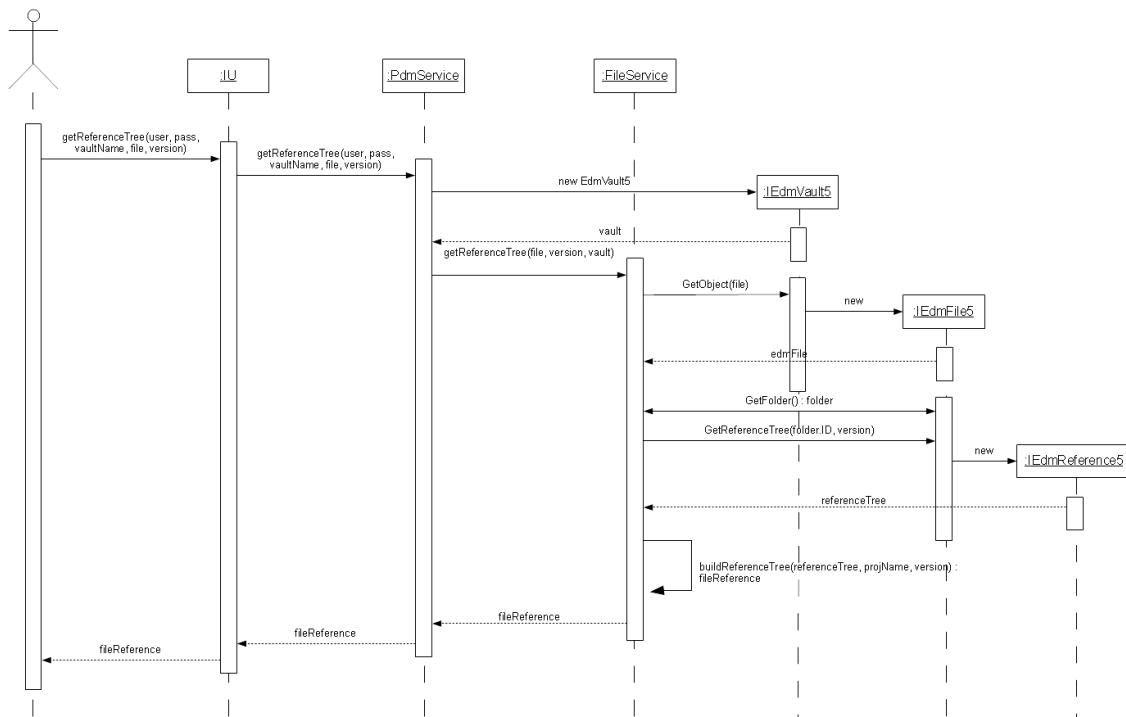 :IU
:PdmService
:FileService
getReferenceTree(user, pass,
vaultName, file, version)
getReferenceTree(user, pass,
vaultName, file, version)
new EdmVault5
:IEdmVault5
vault
getReferenceTree(file, version, vault)
GetObject(file)
new
:IEdmFile5
edmFile
GetFolder() : folder
GetReferenceTree(folder.ID, version)
new
:IEdmReference5
referenceTree
buildReferenceTree(referenceTree, projName, version) :
fileReference
fileReference
fileReference
fileReference